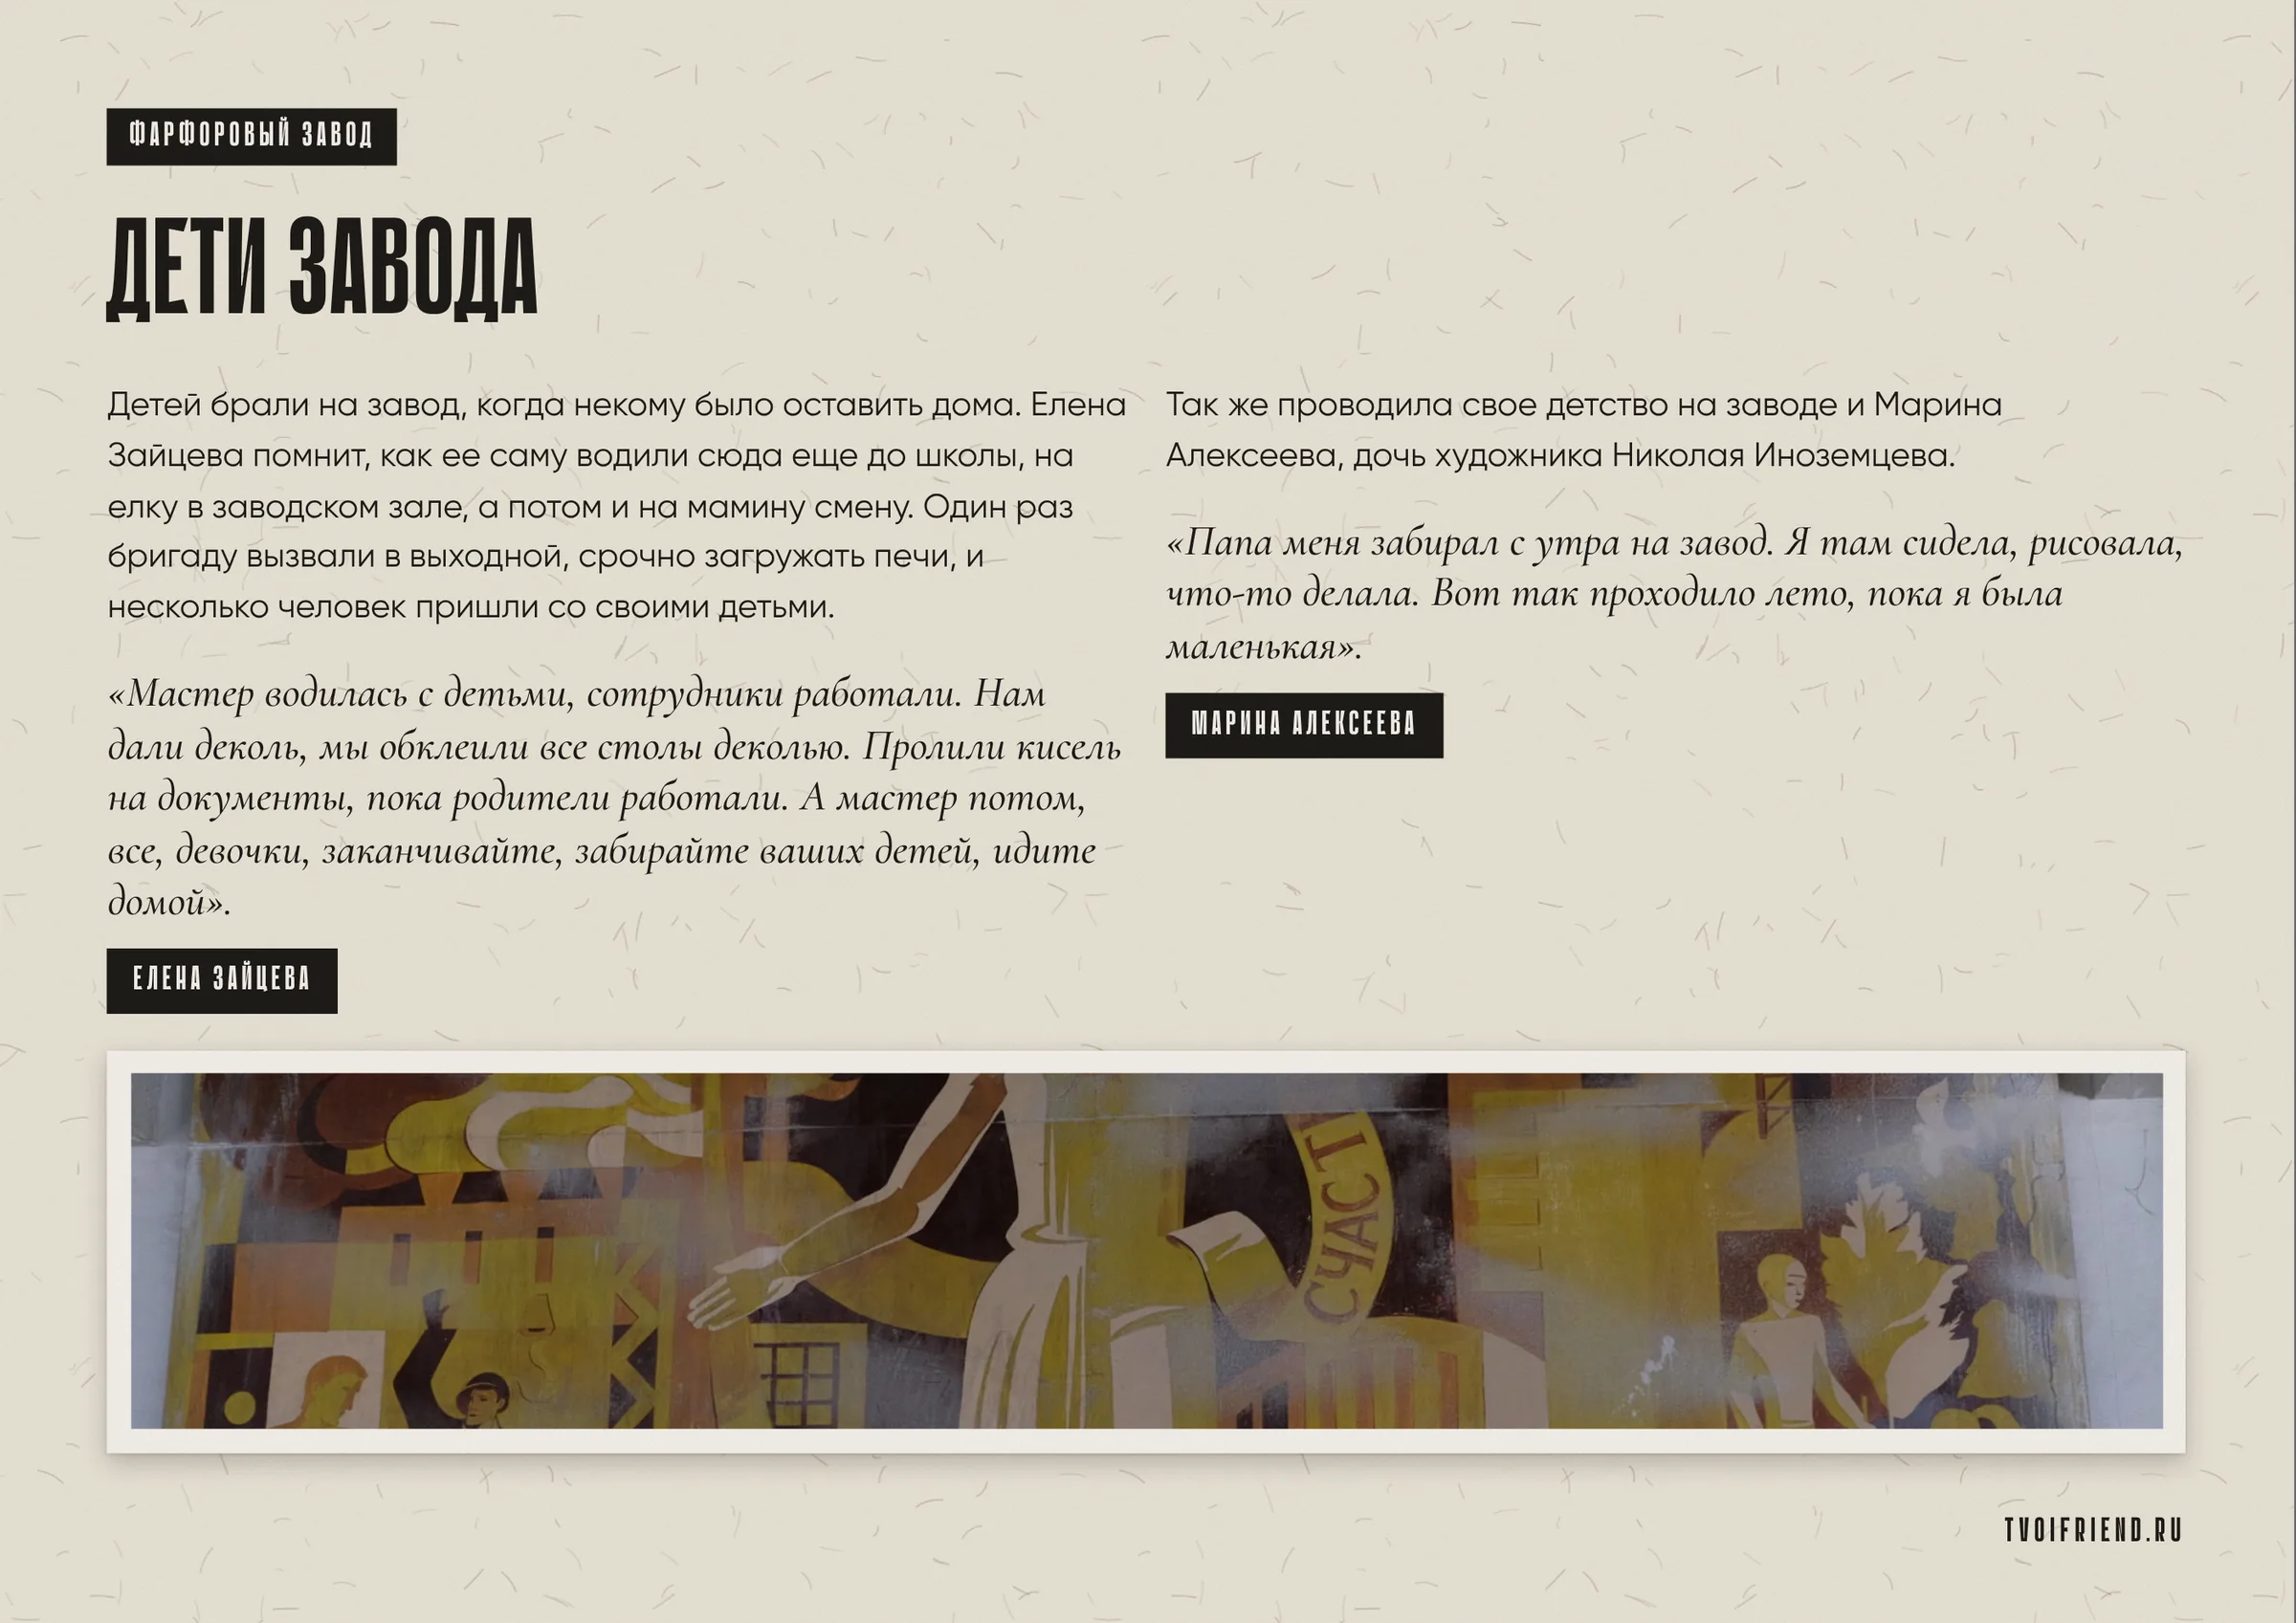 ФАРФОРОВЫЙ ЗАВОД
ДЕТИ ЗАВОДА
Детей брали на завод, когда некому было оставить дома. Елена
Зайцева помнит, как ее саму водили сюда еще до школы, на
елку в заводском зале, а потом и на мамину смену. Один раз
бригаду вызвали в выходной, срочно загружать печи, и
несколько человек пришли со своими детьми.
«Мастер водилась с детьми, сотрудники работали. Нам
дали деколь, мы обклеили все столы деколью. Пролили кисель
на документы, пока родители работали. А мастер потом,
все, девочки, заканчивайте, забирайте ваших детей, идите
домой».
ЕЛЕНА ЗАЙЦЕВА
Так же проводила свое детство на заводе и Марина
Алексеева, дочь художника Николая Иноземцева.
«Папа меня забирал с утра на завод. Я там сидела, рисовала,
что-то делала. Вот так проходило лето, пока я была
маленькая».
МАРИНА АЛЕКСЕЕВА
СЧАСТ
TVOIFRIEND.RU